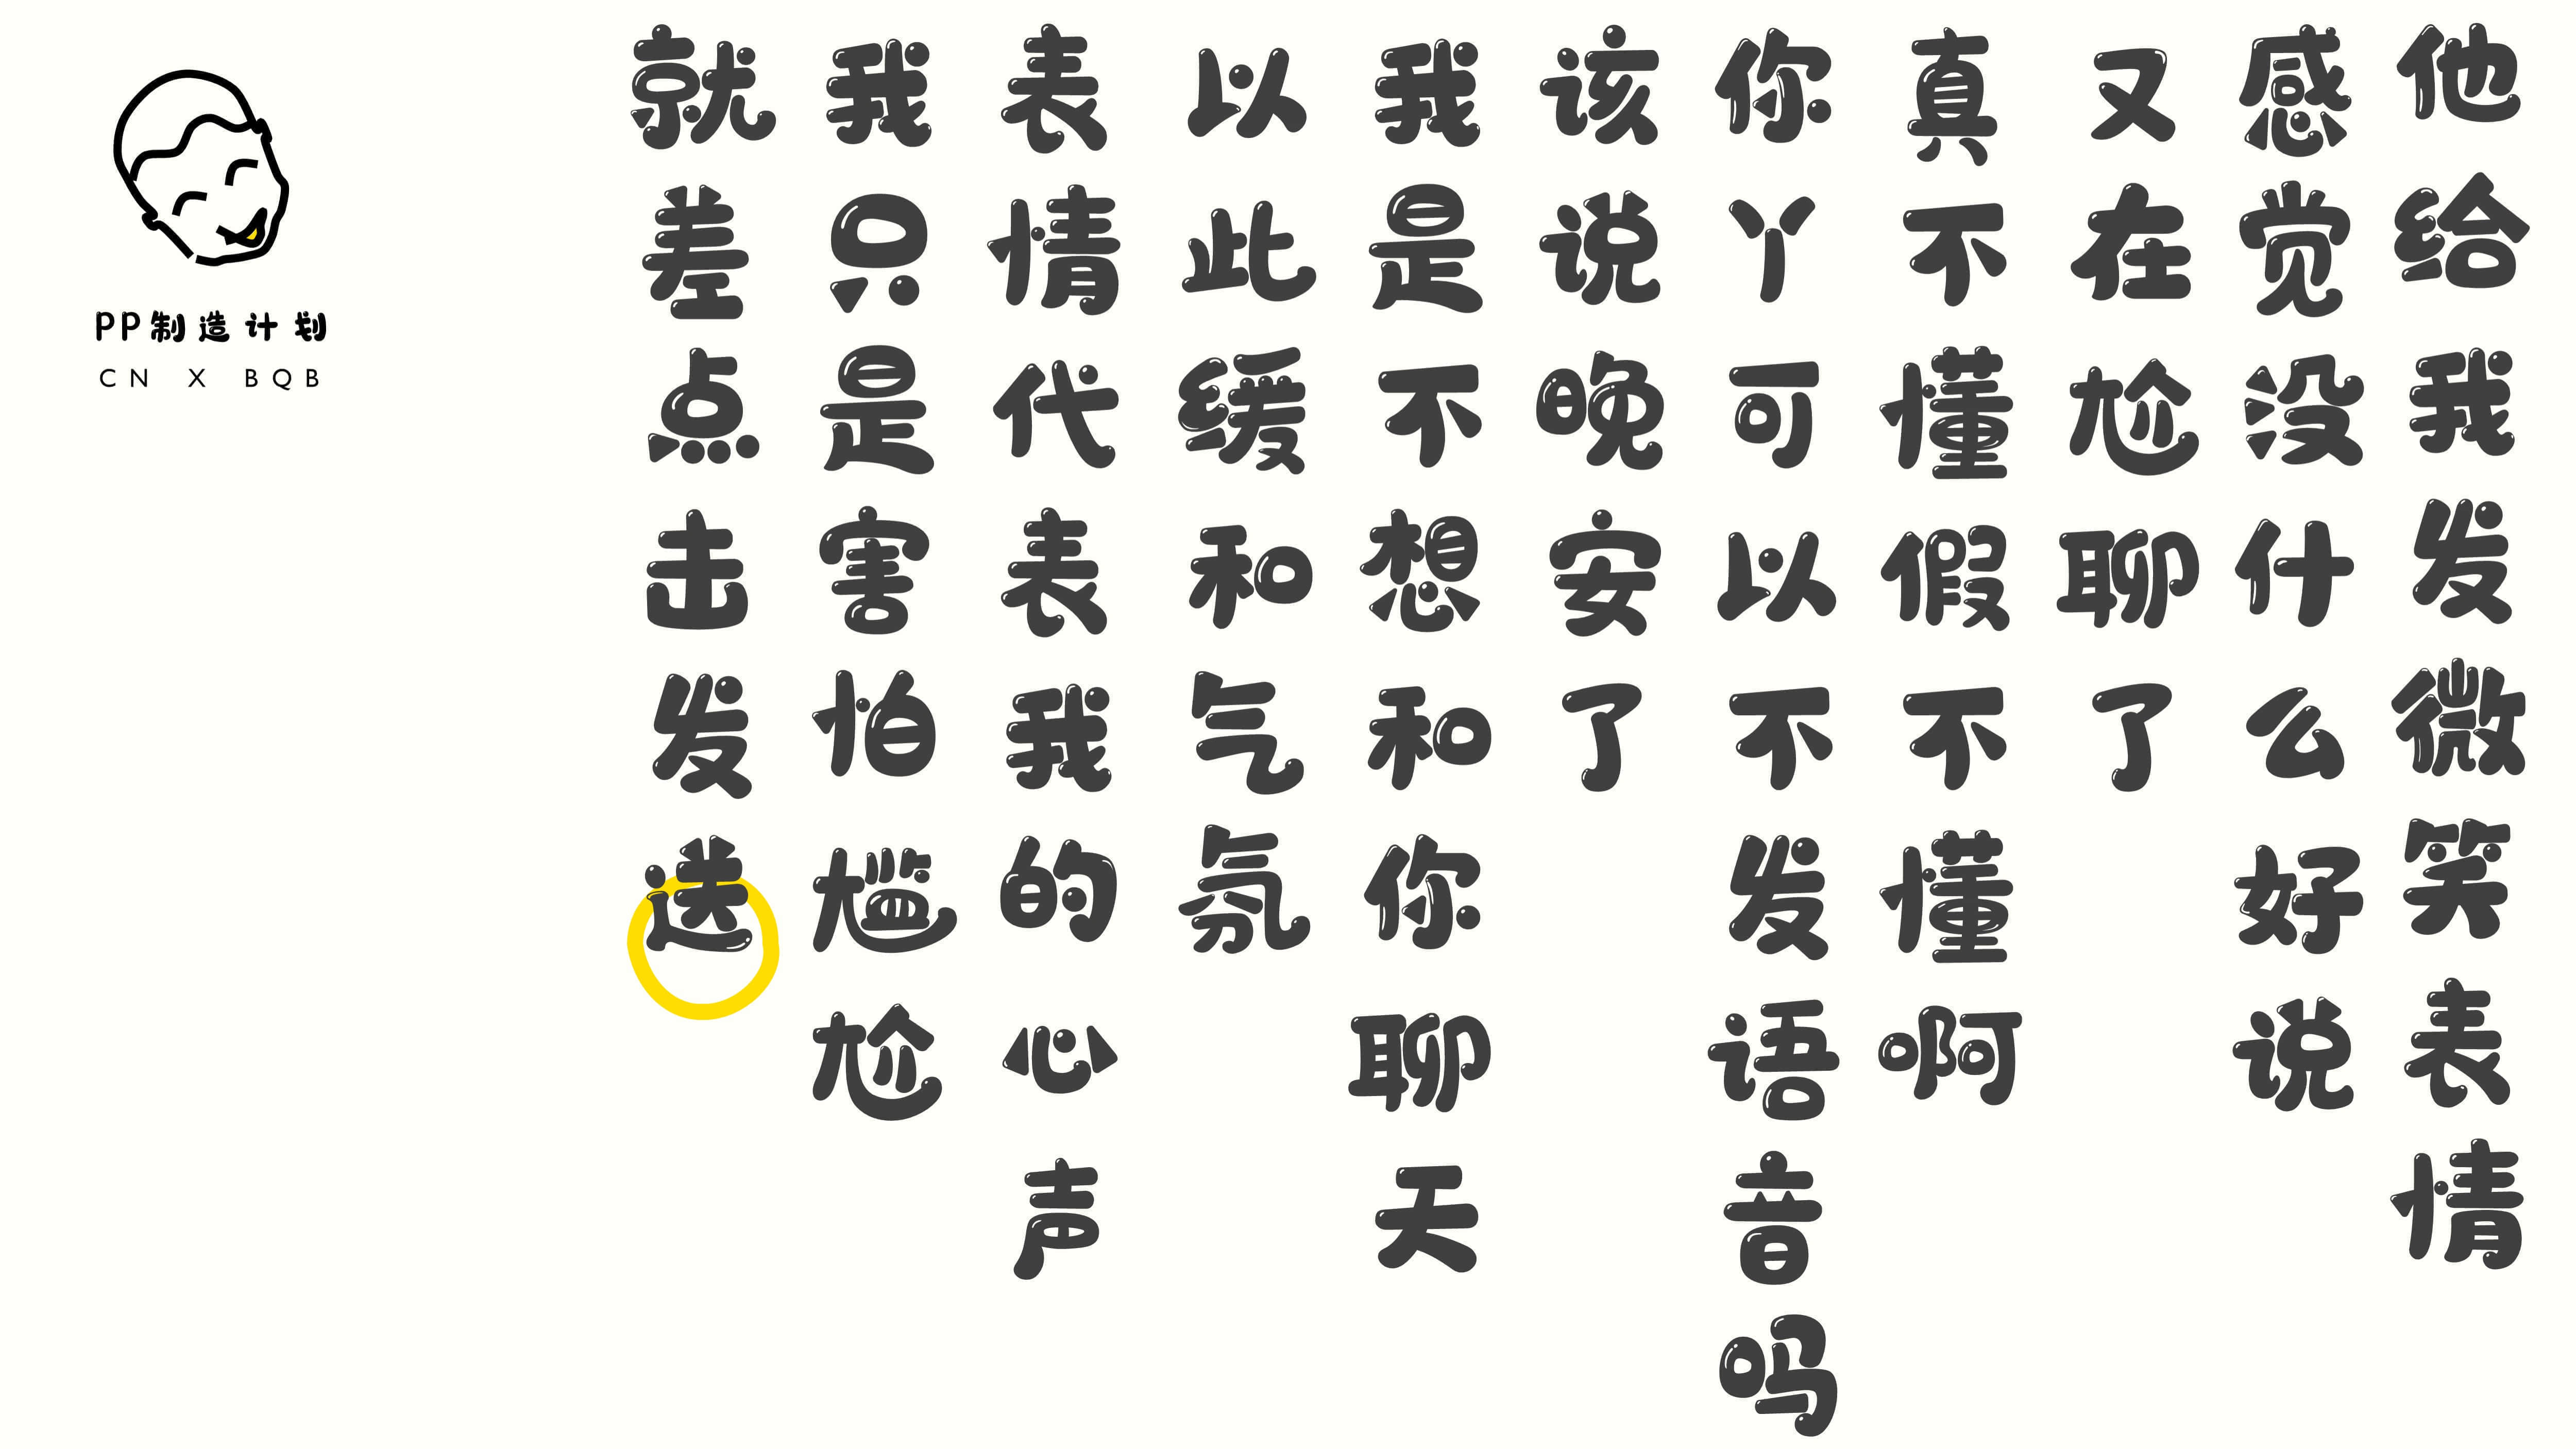 他给我发微笑表情
感觉没什么好说
又在尬聊了
真不懂假不懂啊
你丫可以不发语音吗
该说晚安了
我是不想和你聊天
以此缓和气氛
表情代表我的心声
我只是害怕尴尬
就差点击发送
PP制造计划
CN X BQB